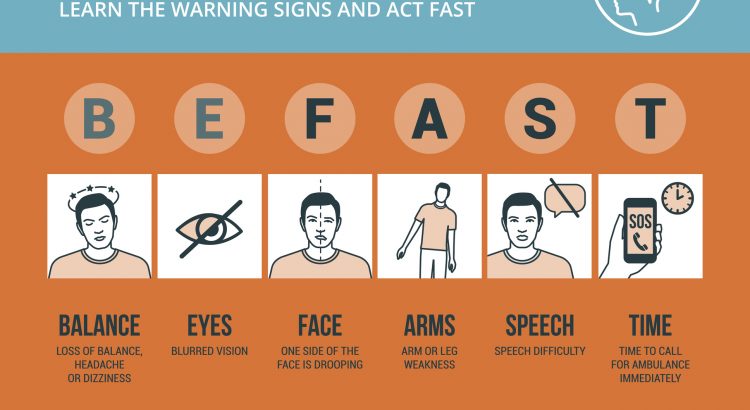 LEARN THE WARNING SIGNS AND ACT FAST
B E F A S T
SOS
BALANCE
LOSS OF BALANCE,
HEADACHE
OR DIZZINESS
EYES
BLURRED VISION
FACE
ONE SIDE OF THE
FACE IS DROOPING
ARMS
ARM OR LEG
WEAKNESS
SPEECH
SPEECH DIFFICULTY
TIME
TIME TO CALL
FOR AMBULANCE
IMMEDIATELY